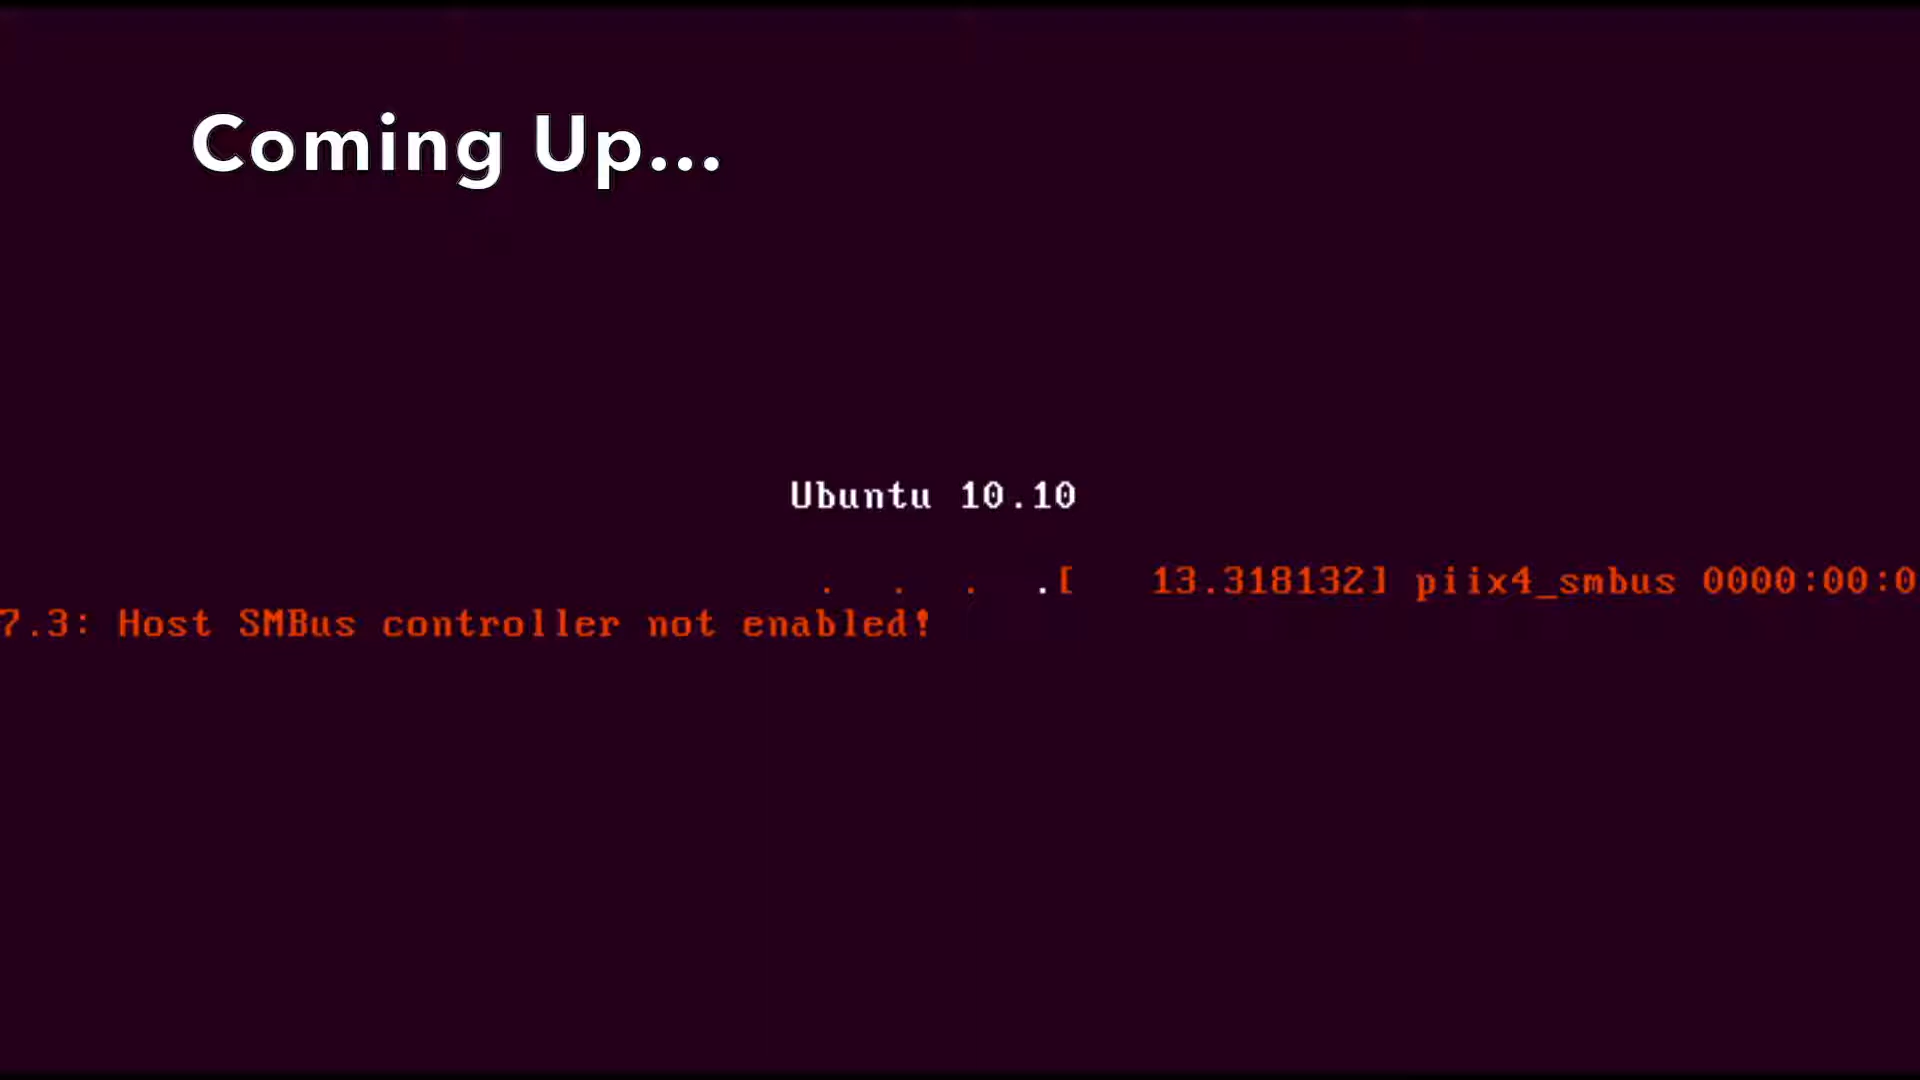 Coming Up...
Ubuntu 10.10
. . . .[ 13.318132] piix4_smbus 0000:00:0
7.3: Host SMBus controller not enabled!